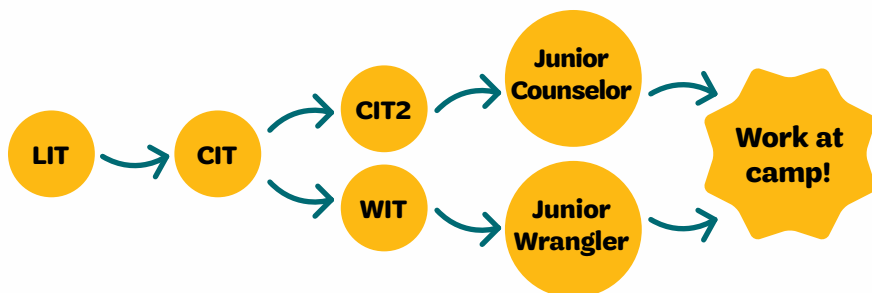 LIT
CIT
CIT2
WIT
Junior
Counselor
Junior
Wrangler
Work at
camp!